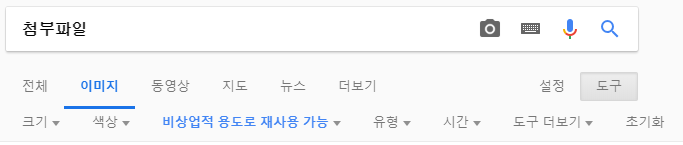 첨부파일
전체 이미지 동영상 지도 뉴스 더보기 설정 도구
크기 색상 비상업적 용도로 재사용 가능 유형 시간 도구 더보기 초기화